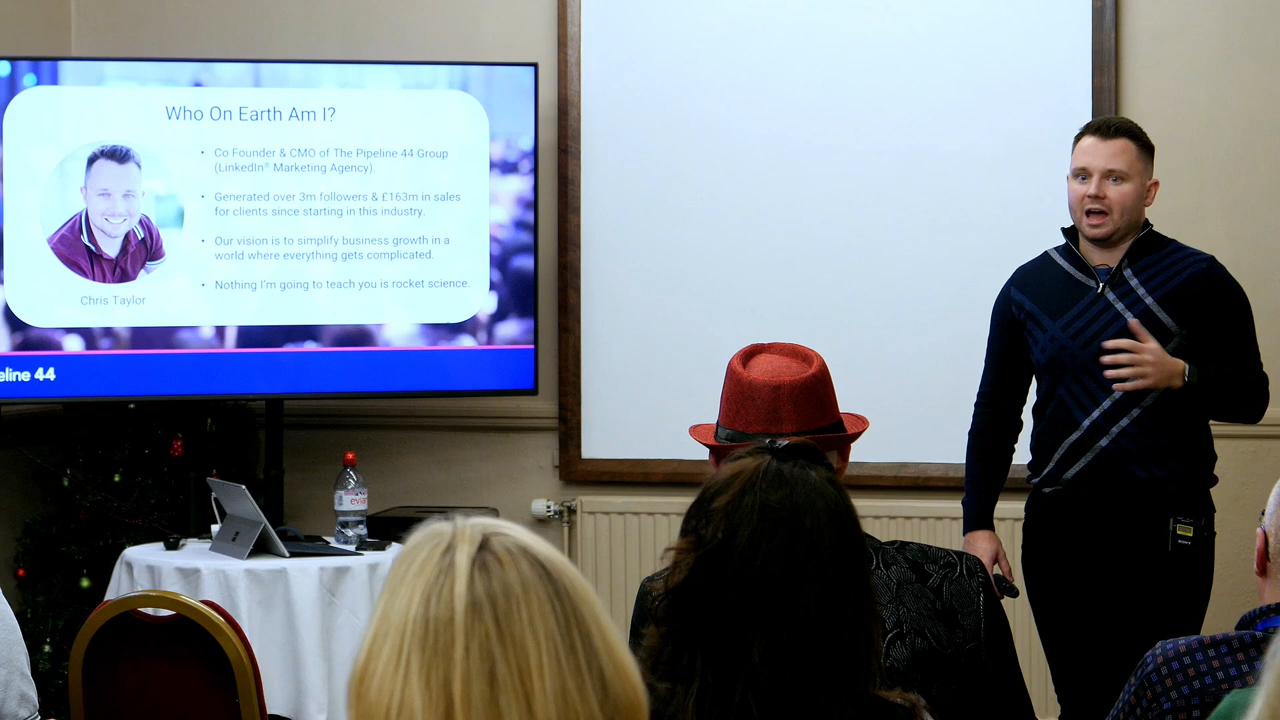 Who On Earth Am I?
• Co Founder & CMO of The Pipeline 44 Group
(LinkedIn® Marketing Agency).
• Generated over 3m followers & £163m in sales
for clients since starting in this industry.
• Our vision is to simplify business growth in a
world where everything gets complicated.
• Nothing I'm going to teach you is rocket science.
Chris Taylor
eline 44
evian